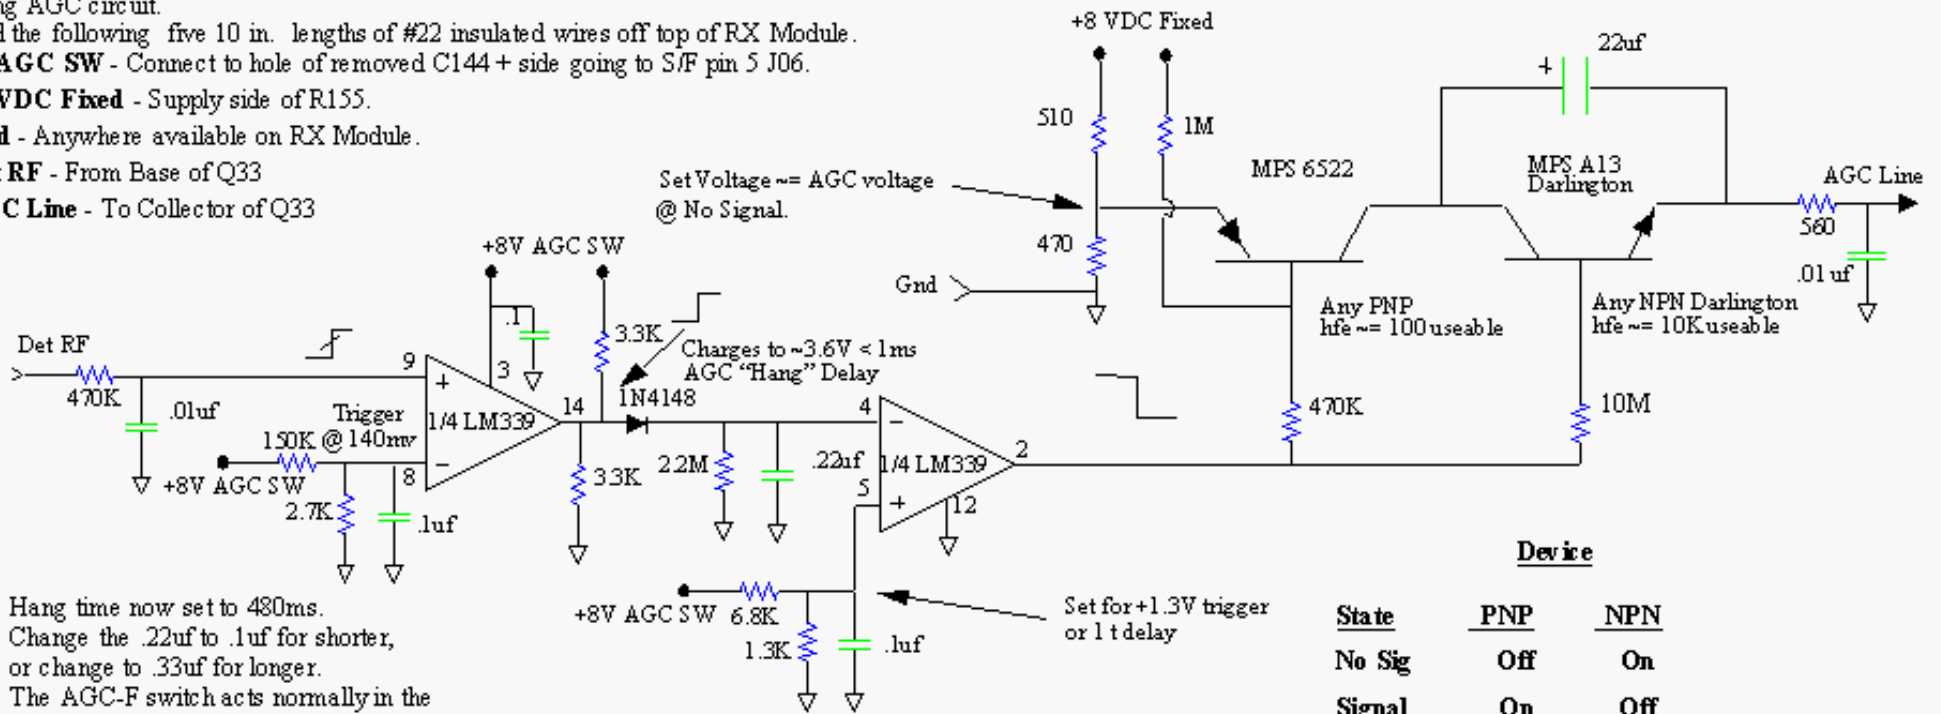 ng AGC circuit.
the following five 10 in. lengths of #22 insulated wires off top of RX Module.
AGC SW - Connect to hole of removed C144 + side going to S/F pin 5 J06.
VDC Fixed - Supply side of R155.
- Anywhere available on RX Module.
RF - From Base of Q33
C Line - To Collector of Q33
+8 VDC Fixed
22uf
+
510
1M
MPS 6522
MPS A13
Darlington
AGC Line
Set Voltage ~= AGC voltage
@ No Signal.
560
470
.01 uf
Gnd
Any PNP
hfe ~= 100 useable
Any NPN Darlington
hfe ~= 10K useable
+8V AGC SW
.1
3.3K
Det RF
9
3
Charges to ~3.6V < 1ms
AGC "Hang" Delay
470K
+
1N4148
14
4
470K
10M
.01uf
Trigger
@ 140mv
150K
1/4 LM339
-
-
8
+8V AGC SW
3.3K
2.2M
.22uf
1/4 LM339
2
5
+
12
2.7K
.1uf
+8V AGC SW
6.8K
1.3K
.1uf
Set for +1.3V trigger
or 1 t delay
Hang time now set to 480ms.
Change the .22uf to .1uf for shorter,
or change to .33uf for longer.
The AGC-F switch acts normally in the
Device
State PNP NPN
No Sig Off On
Signal On Off